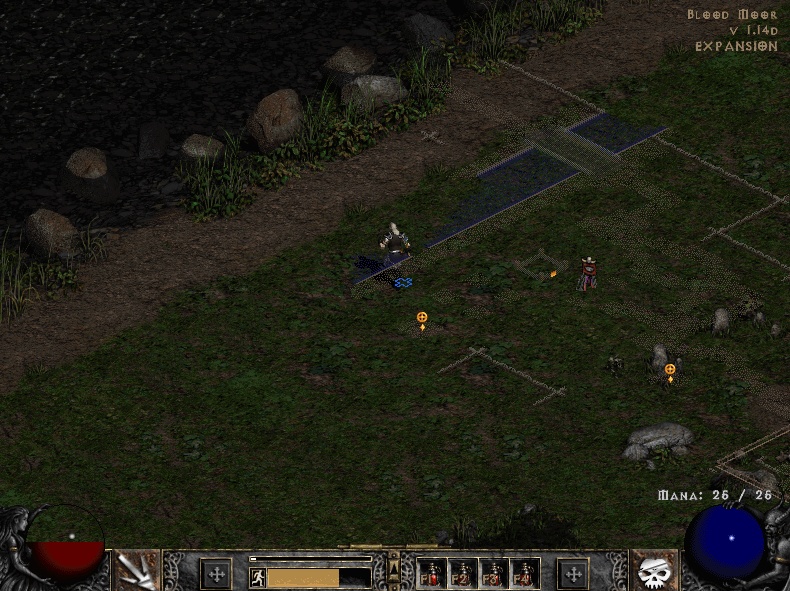 Blood Moor
v 1.14d
EXPANSION
Mana: 26 / 26
F1
F2
F3
F4